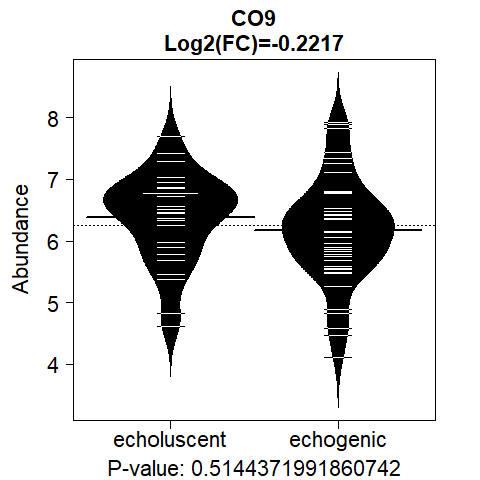 CO9
Log2(FC)=-0.2217
Abundance
8
7
6
5
4
echoluscent echogenic
P-value: 0.5144371991860742